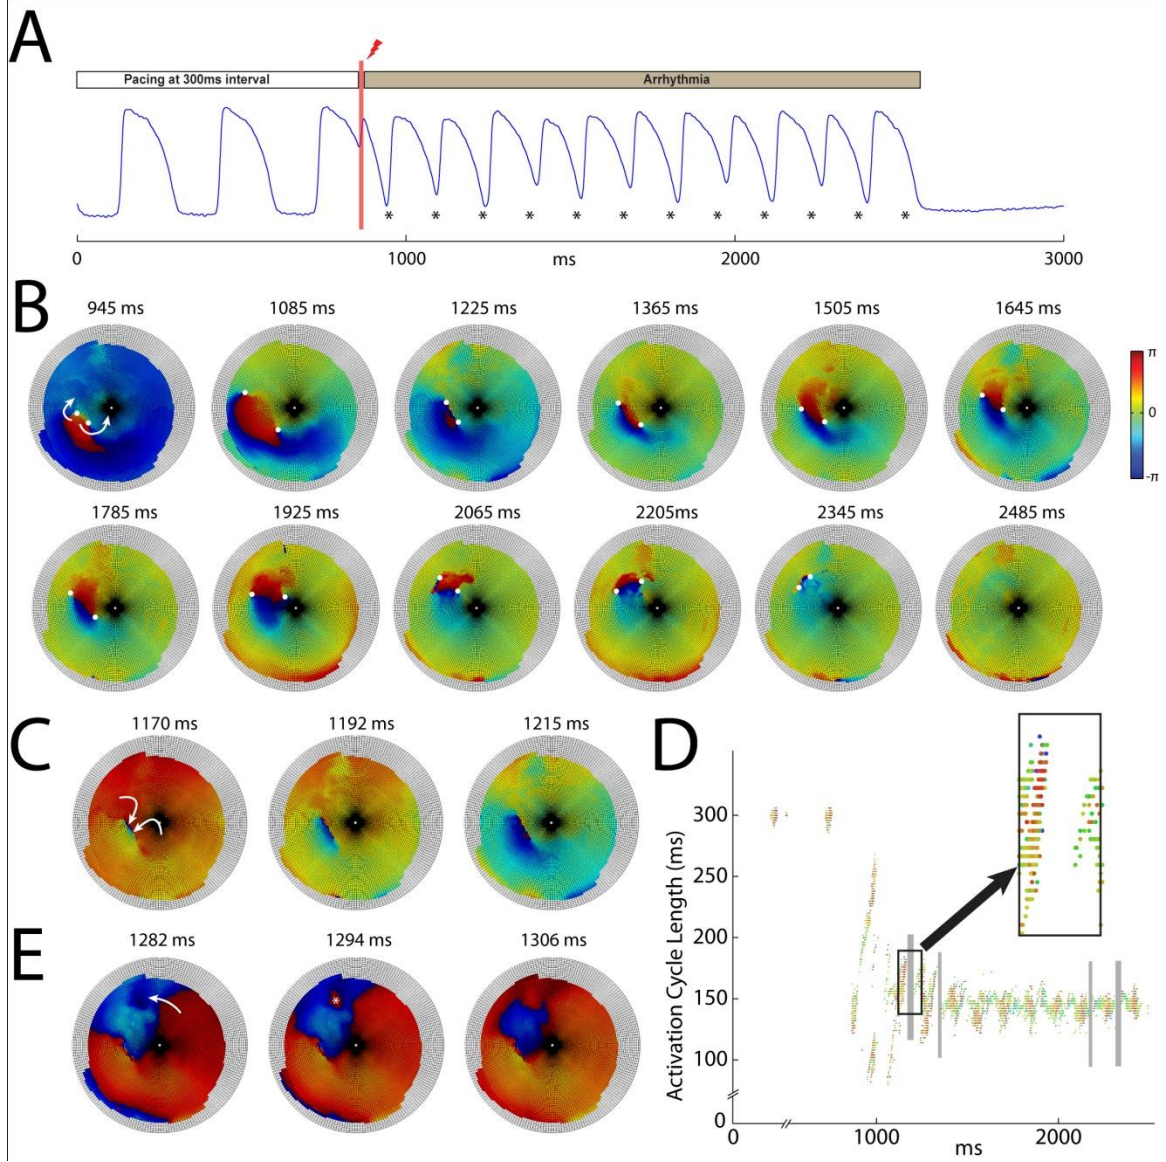 A
Pacing at 300ms interval
Arrhythmia
* * * * * * * * * * * *
0 1000 2000 3000
ms
B
945 ms 1085 ms 1225 ms 1365 ms 1505 ms 1645 ms
π
0
-π
1785 ms 1925 ms 2065 ms 2205ms 2345 ms 2485 ms
C
1170 ms 1192 ms 1215 ms
D
Activation Cycle Length (ms)
300
250
200
150
100
0
0 1000 2000
ms
E
1282 ms 1294 ms 1306 ms
*